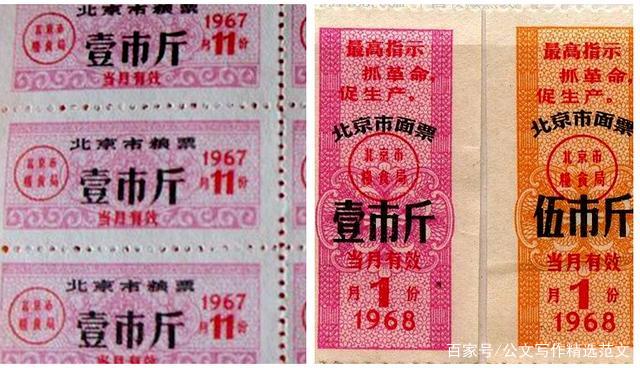 北京市粮票
北京市
粮食局
壹市斤
1967
月11份
当月有效
北京市粮票
北京市
粮食局
壹市斤
1967
月11份
当月有效
北京市粮票
北京市
粮食局
壹市斤
1967
月11份
最高指示
抓革命,
促生产。
北京市面票
北京市
粮食局
壹市斤
当月有效
月1份
1968
最高指示
抓革命,
促生产。
北京市面票
北京市
粮食局
伍市斤
当月有效
月1份
1968
百家号/公文写作精选范文